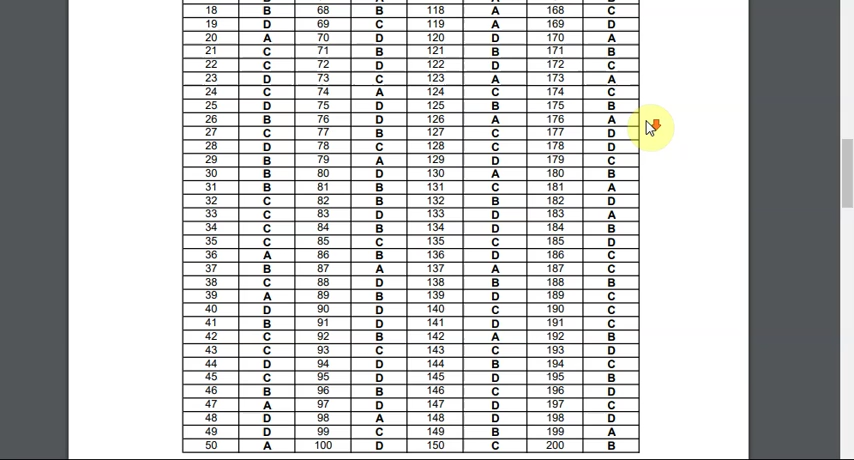 18 B 68 B 118 A 168 C
19 D 69 C 119 A 169 D
20 A 70 D 120 D 170 A
21 C 71 B 121 B 171 B
22 C 72 D 122 D 172 C
23 D 73 C 123 A 173 A
24 C 74 A 124 C 174 C
25 D 75 D 125 B 175 B
26 B 76 D 126 A 176 A
27 C 77 B 127 C 177 D
28 D 78 C 128 C 178 D
29 B 79 A 129 D 179 C
30 B 80 D 130 A 180 B
31 B 81 B 131 C 181 A
32 C 82 B 132 B 182 D
33 C 83 D 133 D 183 A
34 C 84 B 134 D 184 B
35 C 85 C 135 C 185 D
36 A 86 B 136 D 186 C
37 B 87 A 137 A 187 C
38 C 88 D 138 B 188 B
39 A 89 B 139 D 189 C
40 D 90 D 140 C 190 C
41 B 91 D 141 D 191 C
42 C 92 B 142 A 192 B
43 C 93 C 143 C 193 D
44 D 94 D 144 B 194 C
45 C 95 D 145 D 195 B
46 B 96 B 146 C 196 D
47 A 97 D 147 D 197 C
48 D 98 A 148 D 198 D
49 D 99 C 149 B 199 A
50 A 100 D 150 C 200 B